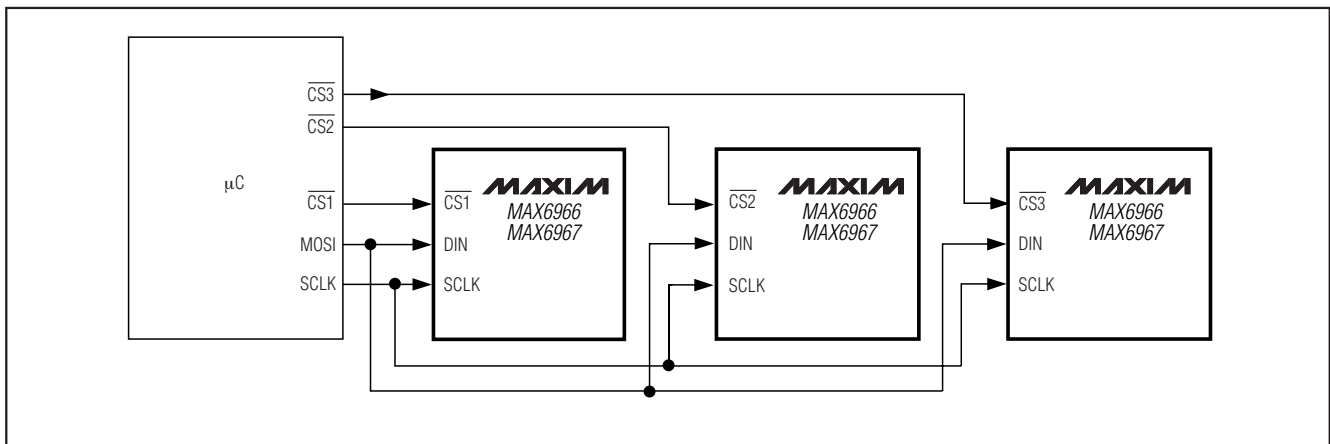 μC
CS3
CS2
CS1
MOSI
SCLK
MAXIM
MAX6966
MAX6967
CS1
DIN
SCLK
MAXIM
MAX6966
MAX6967
CS2
DIN
SCLK
MAXIM
MAX6966
MAX6967
CS3
DIN
SCLK